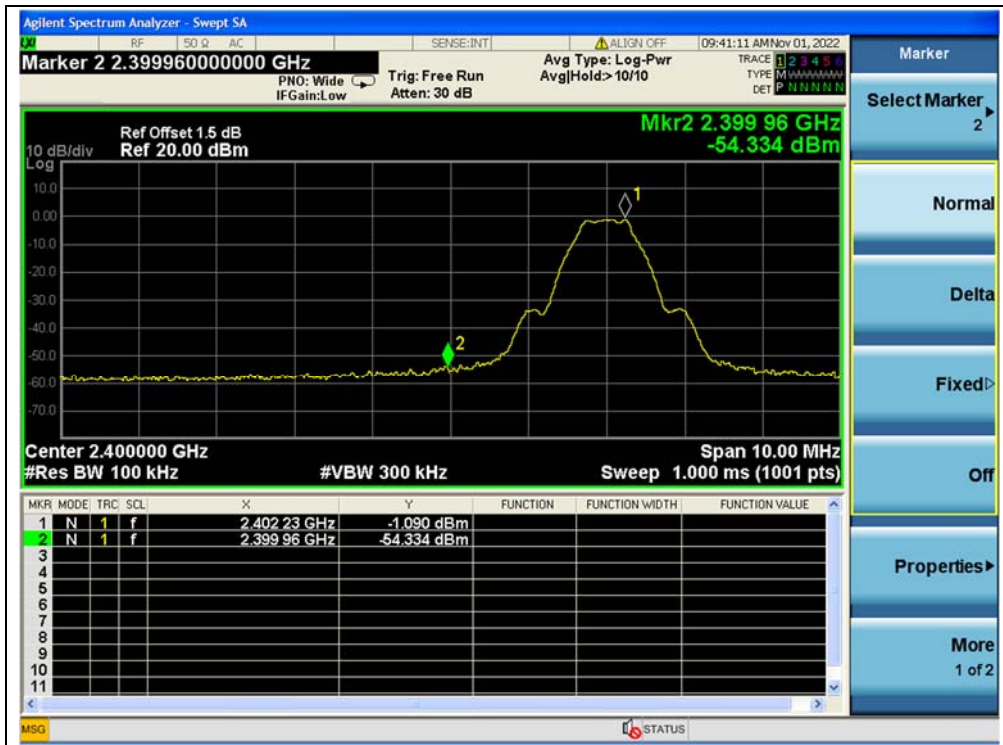 Agilent Spectrum Analyzer - Swept SA
LXI RF 50 Ω AC SENSE:INT ALIGN OFF 09:41:11 AM Nov 01, 2022
Marker 2 2.399960000000 GHz
PNO: Wide Trig: Free Run Avg Type: Log-Pwr TRACE 1 2 3 4 5 6
IFGain:Low Atten: 30 dB Avg|Hold:> 10/10 TYPE M WWWWW
DET P N N N N N
Mkr2 2.399 96 GHz
-54.334 dBm
Ref Offset 1.5 dB
10 dB/div Ref 20.00 dBm
Log
10.0
0.00
-10.0
-20.0
-30.0
-40.0
-50.0
-60.0
-70.0
1
2
Center 2.400000 GHz Span 10.00 MHz
#Res BW 100 kHz #VBW 300 kHz Sweep 1.000 ms (1001 pts)
MKR MODE TRC SCL X Y FUNCTION FUNCTION WIDTH FUNCTION VALUE
1 N 1 f 2.402 23 GHz -1.090 dBm
2 N 1 f 2.399 96 GHz -54.334 dBm
3
4
5
6
7
8
9
10
11
MSG STATUS
Marker
Select Marker
2
Normal
Delta
Fixed
Off
Properties
More
1 of 2